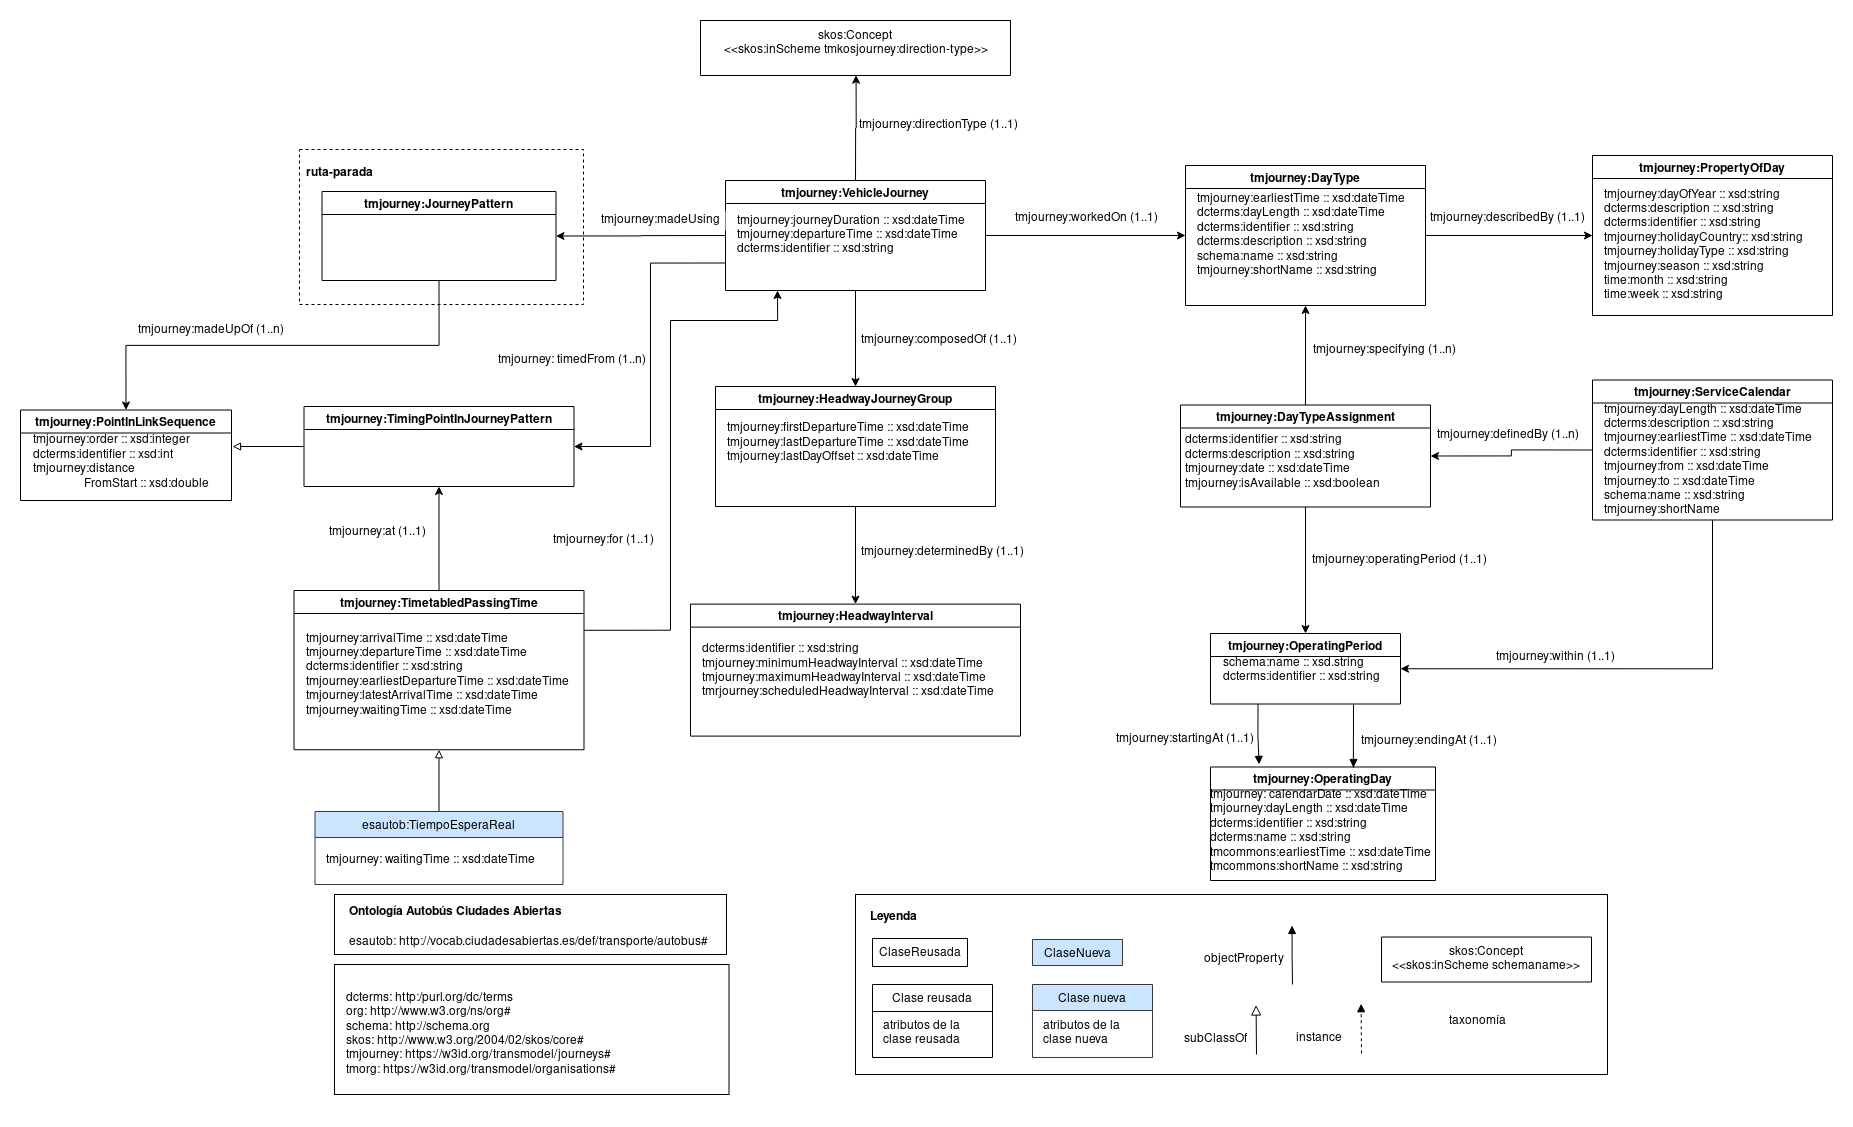 skos:Concept
<<skos:inScheme tmkosjourney:direction-type>>
tmjourney:directionType (1..1)
ruta-parada
tmjourney:JourneyPattern
tmjourney:madeUsing
tmjourney:VehicleJourney
tmjourney:journeyDuration :: xsd:dateTime
tmjourney:departureTime :: xsd:dateTime
dcterms:identifier :: xsd:string
tmjourney:workedOn (1..1)
tmjourney:DayType
tmjourney:earliestTime :: xsd:dateTime
dcterms:dayLength :: xsd:dateTime
dcterms:identifier :: xsd:string
dcterms:description :: xsd:string
schema:name :: xsd:string
tmjourney:shortName :: xsd:string
tmjourney:describedBy (1..1)
tmjourney:PropertyOfDay
tmjourney:dayOfYear :: xsd:string
dcterms:description :: xsd:string
dcterms:identifier :: xsd:string
tmjourney:holidayCountry:: xsd:string
tmjourney:holidayType :: xsd:string
tmjourney:season :: xsd:string
time:month :: xsd:string
time:week :: xsd:string
tmjourney:madeUpOf (1..n)
tmjourney: timedFrom (1..n)
tmjourney:composedOf (1..1)
tmjourney:specifying (1..n)
tmjourney:PointInLinkSequence
tmjourney:order :: xsd:integer
dcterms:identifier :: xsd:int
tmjourney:distance
FromStart :: xsd:double
tmjourney:TimingPointInJourneyPattern
tmjourney:HeadwayJourneyGroup
tmjourney:firstDepartureTime :: xsd:dateTime
tmjourney:lastDepartureTime :: xsd:dateTime
tmjourney:lastDayOffset :: xsd:dateTime
tmjourney:DayTypeAssignment
dcterms:identifier :: xsd:string
dcterms:description :: xsd:string
tmjourney:date :: xsd:dateTime
tmjourney:isAvailable :: xsd:boolean
tmjourney:definedBy (1..n)
tmjourney:ServiceCalendar
tmjourney:dayLength :: xsd:dateTime
dcterms:description :: xsd:string
tmjourney:earliestTime :: xsd:dateTime
dcterms:identifier :: xsd:string
tmjourney:from :: xsd:dateTime
tmjourney:to :: xsd:dateTime
schema:name :: xsd:string
tmjourney:shortName
tmjourney:at (1..1)
tmjourney:for (1..1)
tmjourney:determinedBy (1..1)
tmjourney:operatingPeriod (1..1)
tmjourney:TimetabledPassingTime
tmjourney:arrivalTime :: xsd:dateTime
tmjourney:departureTime :: xsd:dateTime
dcterms:identifier :: xsd:string
tmjourney:earliestDepartureTime :: xsd:dateTime
tmjourney:latestArrivalTime :: xsd:dateTime
tmjourney:waitingTime :: xsd:dateTime
tmjourney:HeadwayInterval
dcterms:identifier :: xsd:string
tmjourney:minimumHeadwayInterval :: xsd:dateTime
tmjourney:maximumHeadwayInterval :: xsd:dateTime
tmrjourney:scheduledHeadwayInterval :: xsd:dateTime
tmjourney:OperatingPeriod
schema:name :: xsd.string
dcterms:identifier :: xsd:string
tmjourney:within (1..1)
tmjourney:startingAt (1..1)
tmjourney:endingAt (1..1)
tmjourney:OperatingDay
tmjourney: calendarDate :: xsd:dateTime
tmjourney:dayLength :: xsd:dateTime
dcterms:identifier :: xsd:string
dcterms:name :: xsd:string
tmcommons:earliestTime :: xsd:dateTime
tmcommons:shortName :: xsd:string
esautob:TiempoEsperaReal
tmjourney: waitingTime :: xsd:dateTime
Ontología Autobús Ciudades Abiertas
esautob: http://vocab.ciudadesabiertas.es/def/transporte/autobus#
dcterms: http:/purl.org/dc/terms
org: http://www.w3.org/ns/org#
schema: http://schema.org
skos: http://www.w3.org/2004/02/skos/core#
tmjourney: https://w3id.org/transmodel/journeys#
tmorg: https://w3id.org/transmodel/organisations#
Leyenda
ClaseReusada
ClaseNueva
objectProperty
skos:Concept
<<skos:inScheme schemaname>>
Clase reusada
atributos de la
clase reusada
Clase nueva
atributos de la
clase nueva
subClassOf
instance
taxonomía